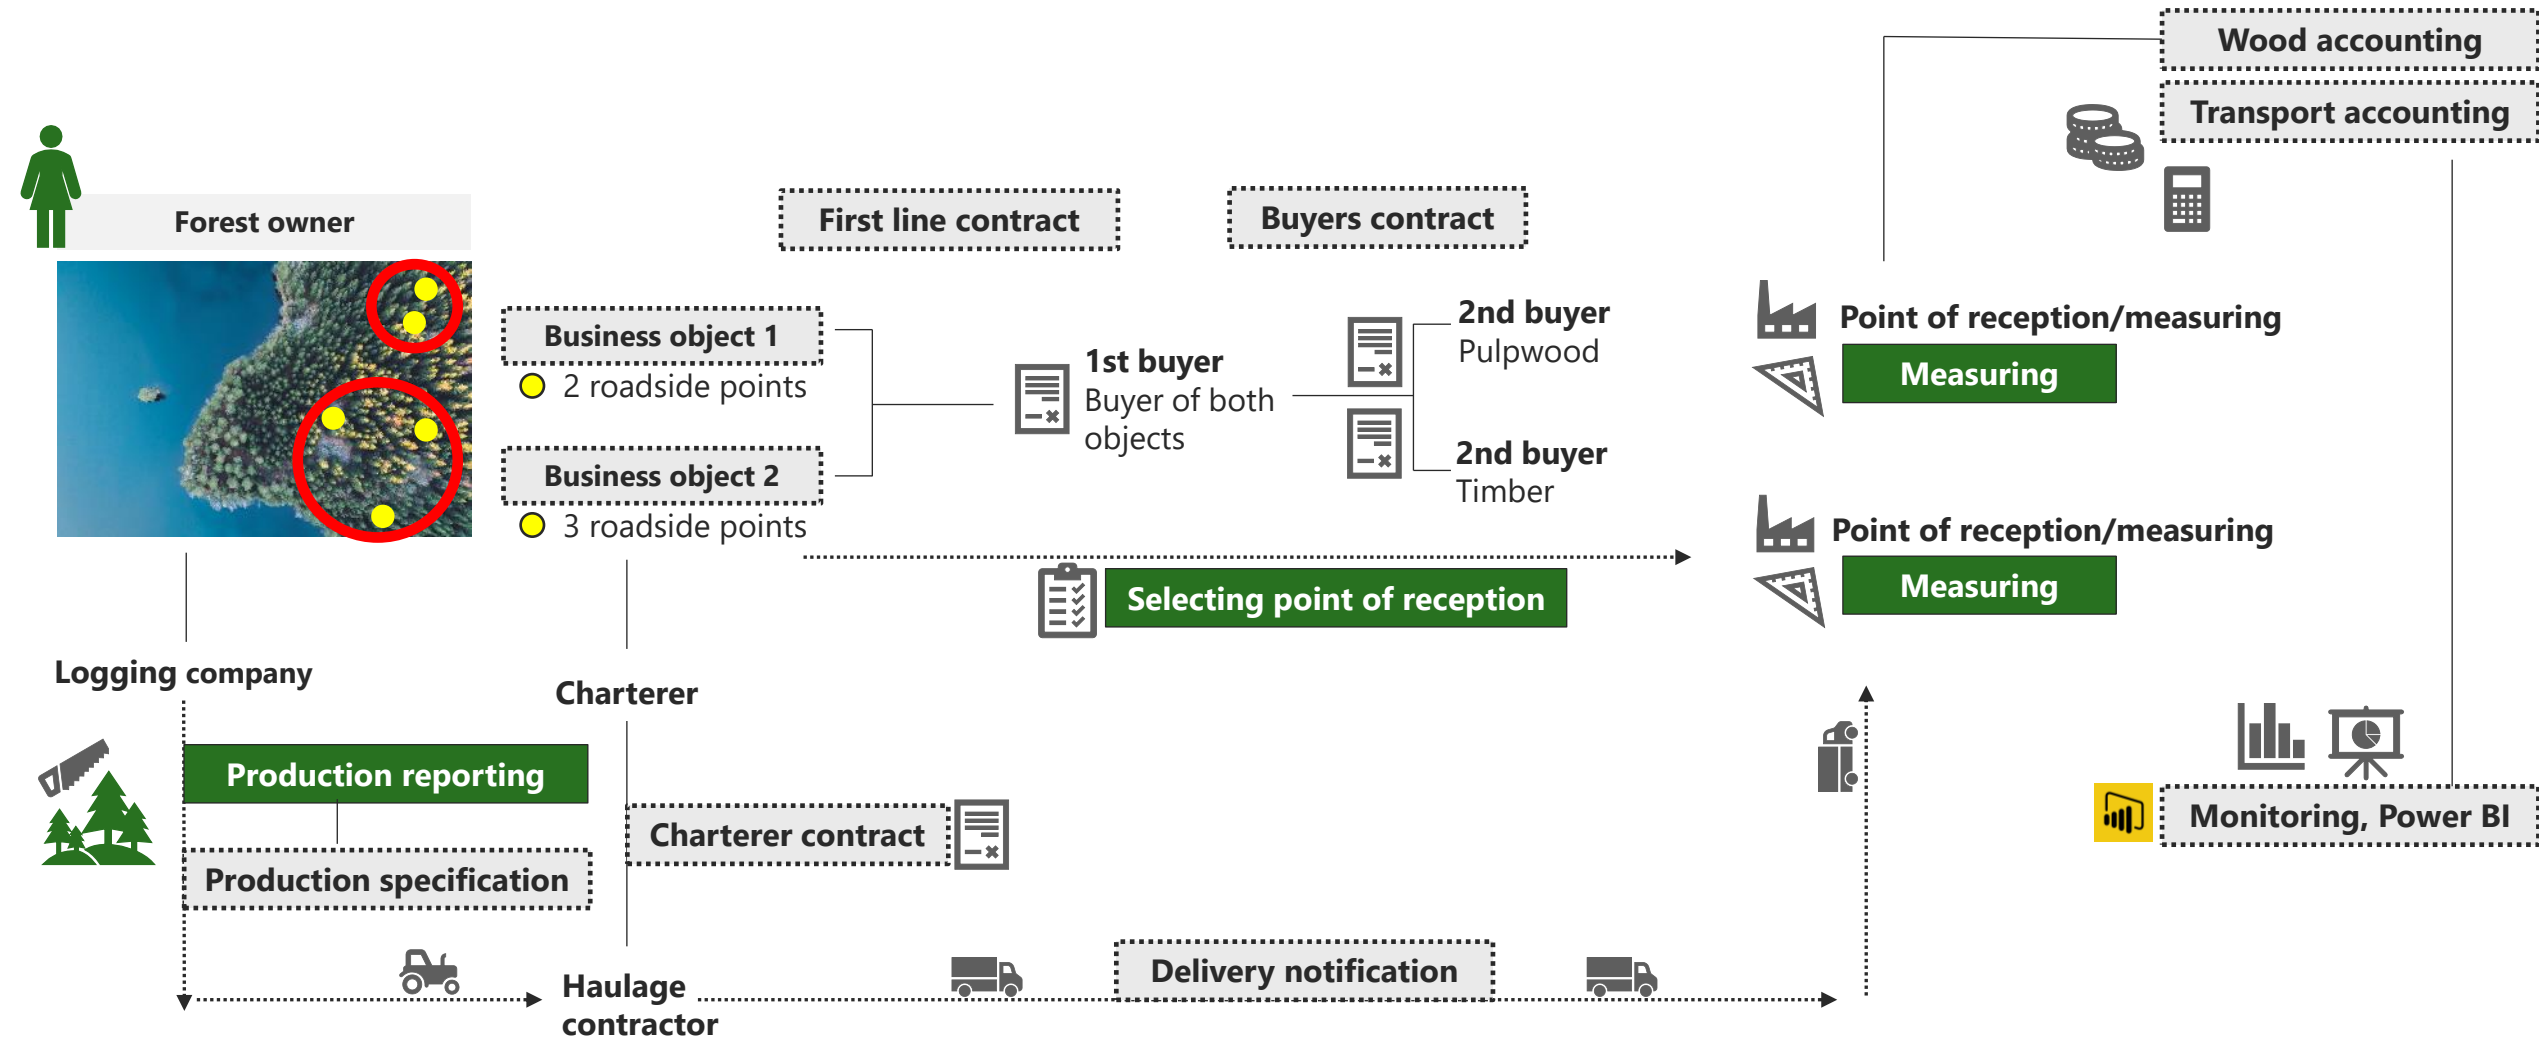 Wood accounting
Transport accounting
Forest owner
First line contract
Buyers contract
Business object 1
2 roadside points
Business object 2
3 roadside points
1st buyer
Buyer of both
objects
2nd buyer
Pulpwood
2nd buyer
Timber
Point of reception/measuring
Measuring
Point of reception/measuring
Measuring
Selecting point of reception
Logging company
Charterer
Production reporting
Production specification
Charterer contract
Monitoring, Power BI
Haulage
contractor
Delivery notification